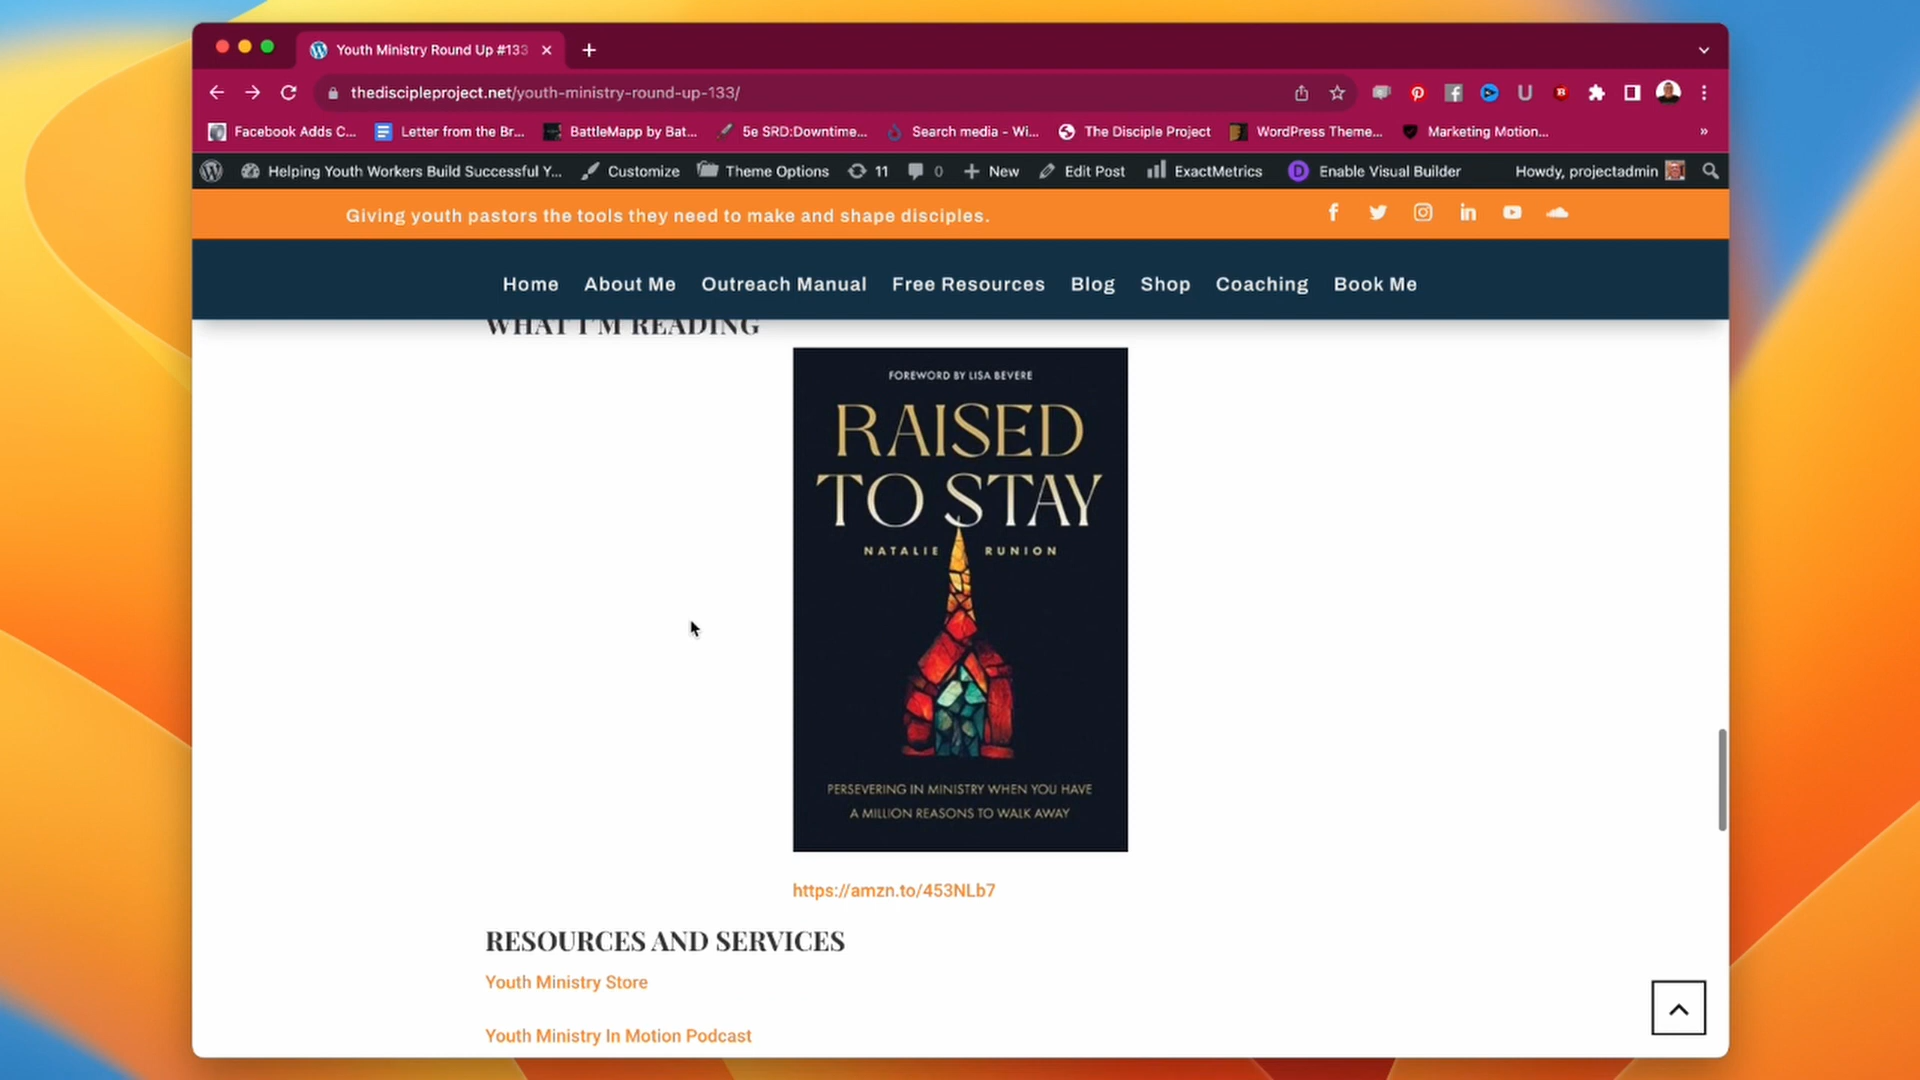 Youth Ministry Round Up #133
thediscipleproject.net/youth-ministry-round-up-133/
Facebook Adds C... Letter from the Br... BattleMapp by Bat... 5e SRD:Downtime... Search media - Wi... The Disciple Project WordPress Theme... Marketing Motion... »
Helping Youth Workers Build Successful Y... Customize Theme Options 11 0 New Edit Post ExactMetrics Enable Visual Builder Howdy, projectadmin
Giving youth pastors the tools they need to make and shape disciples.
Home About Me Outreach Manual Free Resources Blog Shop Coaching Book Me
WHAT I'M READING
FOREWORD BY LISA BEVERE
RAISED
TO STAY
NATALIE RUNION
PERSEVERING IN MINISTRY WHEN YOU HAVE
A MILLION REASONS TO WALK AWAY
https://amzn.to/453NLb7
RESOURCES AND SERVICES
Youth Ministry Store
Youth Ministry In Motion Podcast